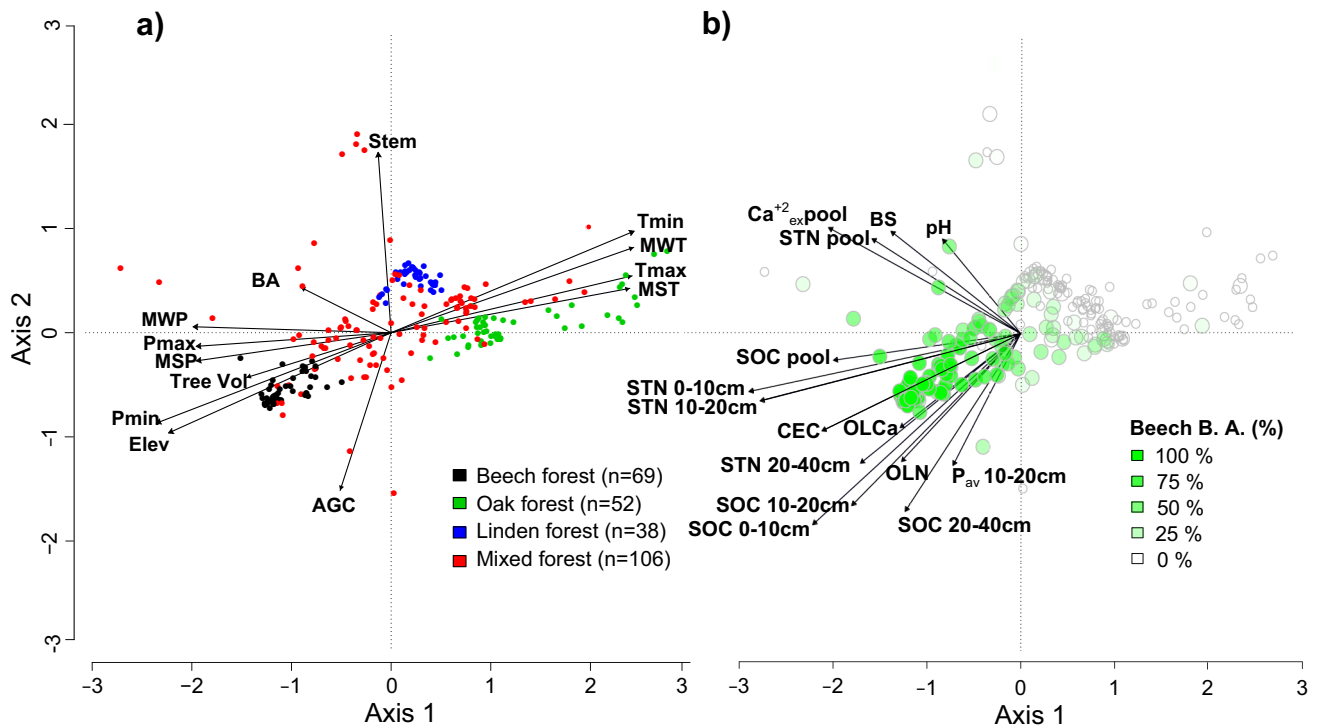 a)
b)
3
2
1
0
-1
-2
-3
Axis 2
Stem
Tmin
MWT
Tmax
MST
BA
MWP
Pmax
MSP
Tree Vol
Pmin
Elev
AGC
Beech forest (n=69)
Oak forest (n=52)
Linden forest (n=38)
Mixed forest (n=106)
−3 −2 −1 0 1 2 3
Axis 1
Ca+2ex pool
BS
pH
STN pool
SOC pool
STN 0-10cm
STN 10-20cm
CEC
OLCa
STN 20-40cm
OLN
Pav 10-20cm
SOC 10-20cm
SOC 0-10cm
SOC 20-40cm
Beech B. A. (%)
100 %
75 %
50 %
25 %
0 %
−3 −2 −1 0 1 2 3
Axis 1